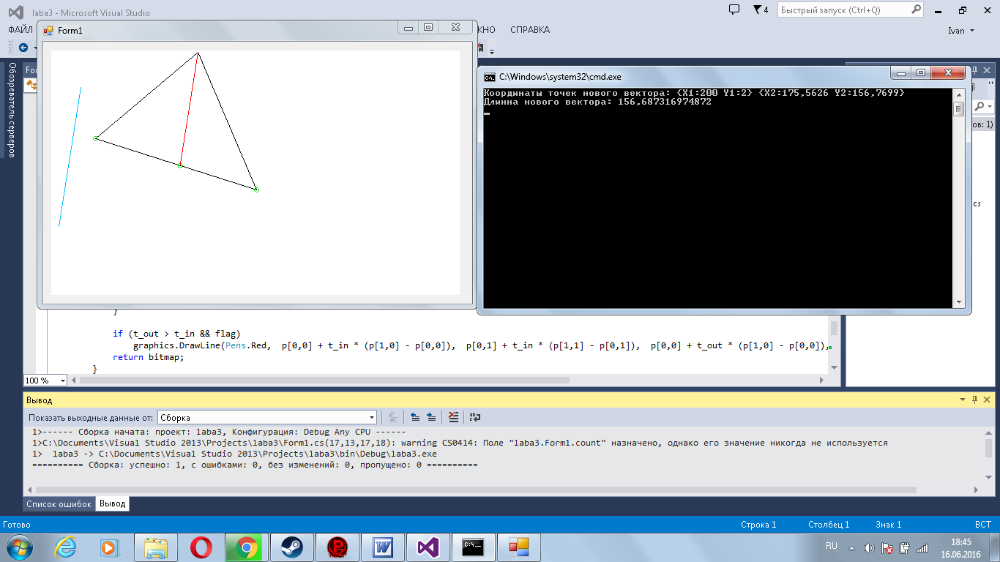 laba3 - Microsoft Visual Studio
4
Быстрый запуск (Ctrl+Q)
ФАЙЛ
СПРАВКА
Ivan
Form1
Обозреватель серверов
C:\Windows\system32\cmd.exe
Координаты точек нового вектора: {X1:200 Y1:2} {X2:175,5626 Y2:156,7699}
Длинна нового вектора: 156,687316974872
}
if (t_out > t_in && flag)
graphics.DrawLine(Pens.Red, p[0,0] + t_in * (p[1,0] - p[0,0]), p[0,1] + t_in * (p[1,1] - p[0,1]), p[0,0] + t_out * (p[1,0] - p[0,0]),
return bitmap;
}
100 %
Вывод
Показать выходные данные от: Сборка
1>------ Сборка начата: проект: laba3, Конфигурация: Debug Any CPU ------
1>C:\Documents\Visual Studio 2013\Projects\laba3\Form1.cs(17,13,17,18): warning CS0414: Поле "laba3.Form1.count" назначено, однако его значение никогда не используется
1>  laba3 -> C:\Documents\Visual Studio 2013\Projects\laba3\bin\Debug\laba3.exe
========== Сборка: успешно: 1, с ошибками: 0, без изменений: 0, пропущено: 0 ==========
Список ошибок Вывод
Готово Строка 1 Столбец 1 Знак 1 ВСТ
RU
18:45
16.06.2016